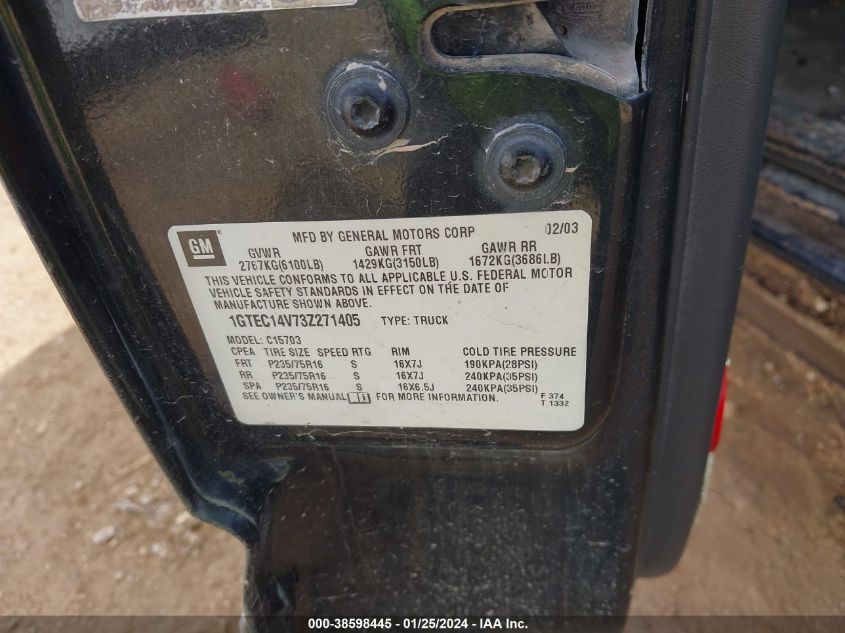 GM
MFD BY GENERAL MOTORS CORP 02/03
GVWR GAWR FRT GAWR RR
2767KG(6100LB) 1429KG(3150LB) 1672KG(3686LB)
THIS VEHICLE CONFORMS TO ALL APPLICABLE U.S. FEDERAL MOTOR
VEHICLE SAFETY STANDARDS IN EFFECT ON THE DATE OF
MANUFACTURE SHOWN ABOVE.
1GTEC14V73Z271405 TYPE: TRUCK
MODEL: C15703
CPEA TIRE SIZE SPEED RTG RIM COLD TIRE PRESSURE
FRT P235/75R16 S 16X7J 190KPA(28PSI)
RR P235/75R16 S 16X7J 240KPA(35PSI)
SPA P235/75R16 S 16X6.5J 240KPA(35PSI)
SEE OWNER'S MANUAL FOR MORE INFORMATION.
F 374
T 1332
000-38598445 - 01/25/2024 - IAA Inc.